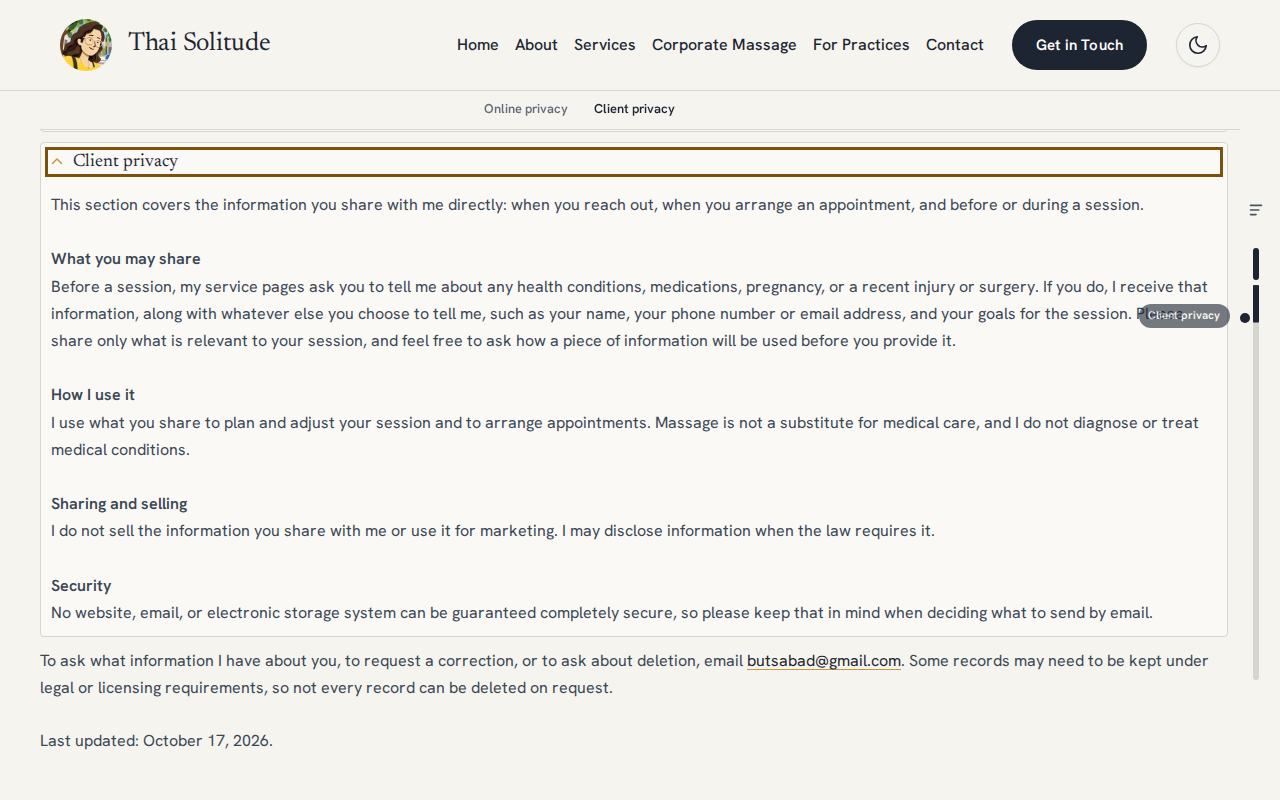 Thai Solitude
Home About Services Corporate Massage For Practices Contact Get in Touch
Online privacy Client privacy
Client privacy
This section covers the information you share with me directly: when you reach out, when you arrange an appointment, and before or during a session.
What you may share
Before a session, my service pages ask you to tell me about any health conditions, medications, pregnancy, or a recent injury or surgery. If you do, I receive that
information, along with whatever else you choose to tell me, such as your name, your phone number or email address, and your goals for the session.
Client privacy
share only what is relevant to your session, and feel free to ask how a piece of information will be used before you provide it.
How I use it
I use what you share to plan and adjust your session and to arrange appointments. Massage is not a substitute for medical care, and I do not diagnose or treat
medical conditions.
Sharing and selling
I do not sell the information you share with me or use it for marketing. I may disclose information when the law requires it.
Security
No website, email, or electronic storage system can be guaranteed completely secure, so please keep that in mind when deciding what to send by email.
To ask what information I have about you, to request a correction, or to ask about deletion, email butsabad@gmail.com. Some records may need to be kept under
legal or licensing requirements, so not every record can be deleted on request.
Last updated: October 17, 2026.